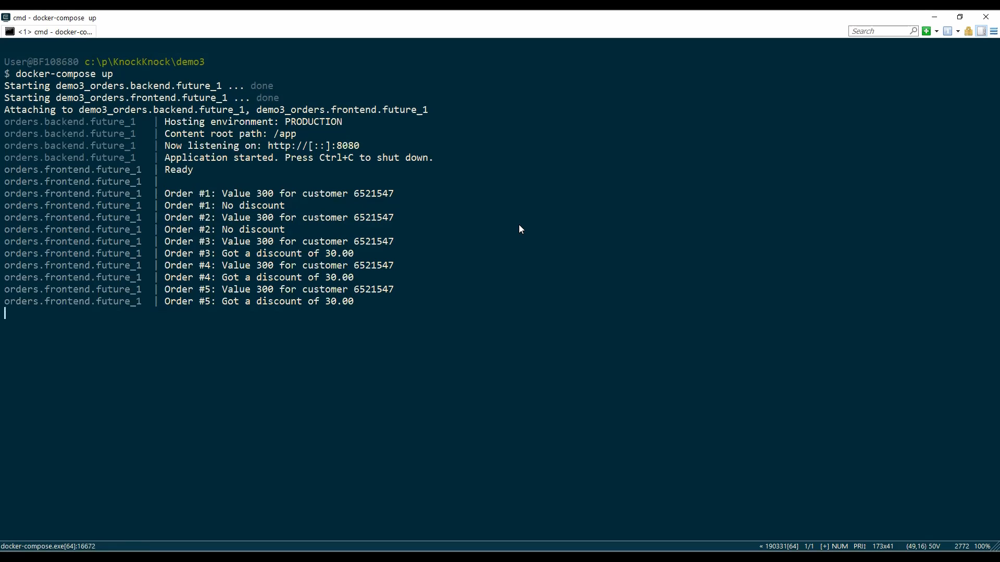 cmd - docker-compose  up
<1> cmd - docker-co...
Search
User@BF108680 c:\p\KnockKnock\demo3
$ docker-compose up
Starting demo3_orders.backend.future_1 ... done
Starting demo3_orders.frontend.future_1 ... done
Attaching to demo3_orders.backend.future_1, demo3_orders.frontend.future_1
orders.backend.future_1   | Hosting environment: PRODUCTION
orders.backend.future_1   | Content root path: /app
orders.backend.future_1   | Now listening on: http://[::]:8080
orders.backend.future_1   | Application started. Press Ctrl+C to shut down.
orders.frontend.future_1  | Ready
orders.frontend.future_1  |
orders.frontend.future_1  | Order #1: Value 300 for customer 6521547
orders.frontend.future_1  | Order #1: No discount
orders.frontend.future_1  | Order #2: Value 300 for customer 6521547
orders.frontend.future_1  | Order #2: No discount
orders.frontend.future_1  | Order #3: Value 300 for customer 6521547
orders.frontend.future_1  | Order #3: Got a discount of 30.00
orders.frontend.future_1  | Order #4: Value 300 for customer 6521547
orders.frontend.future_1  | Order #4: Got a discount of 30.00
orders.frontend.future_1  | Order #5: Value 300 for customer 6521547
orders.frontend.future_1  | Order #5: Got a discount of 30.00
docker-compose.exe[64]:16672 « 190331[64] 1/1 [+] NUM PRI↕ 173x41 (49,16) 50V 2772 100%